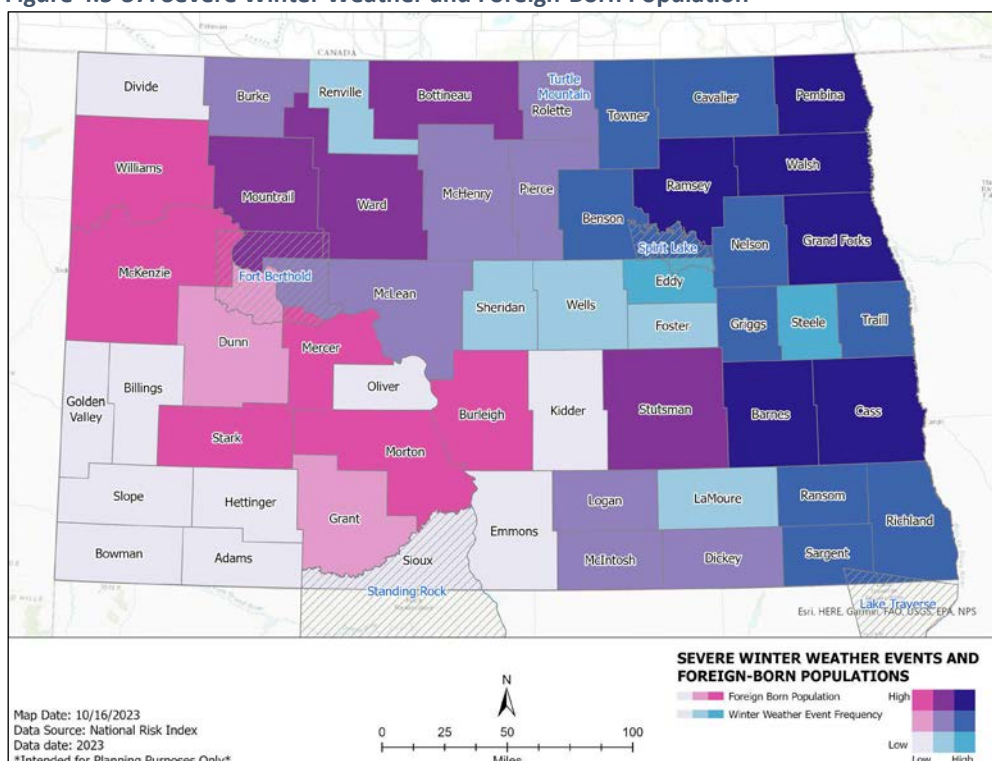 Figure 4.3-67: Severe Winter Weather and Foreign-Born Population
CANADA
Divide
Burke
Renville
Bottineau
Turtle
Mountain
Rolette
Towner
Cavalier
Pembina
Williams
Mountrail
Ward
McHenry
Pierce
Ramsey
Walsh
Benson
Spirit Lake
Nelson
Grand Forks
McKenzie
Fort Berthold
McLean
Sheridan
Wells
Eddy
Foster
Griggs
Steele
Traill
Dunn
Mercer
Oliver
Golden
Valley
Billings
Burleigh
Kidder
Stutsman
Barnes
Cass
Stark
Morton
Slope
Hettinger
Grant
Emmons
Logan
LaMoure
Ransom
Richland
Bowman
Adams
Sioux
McIntosh
Dickey
Sargent
Standing Rock
Lake Traverse
Esri, HERE, Garmin, FAO, USGS, EPA, NPS
SEVERE WINTER WEATHER EVENTS AND
FOREIGN-BORN POPULATIONS
Foreign Born Population
Winter Weather Event Frequency
High
Low
Low High
N
0 25 50 100
Miles
Map Date: 10/16/2023
Data Source: National Risk Index
Data date: 2023
*Intended for Planning Purposes Only*